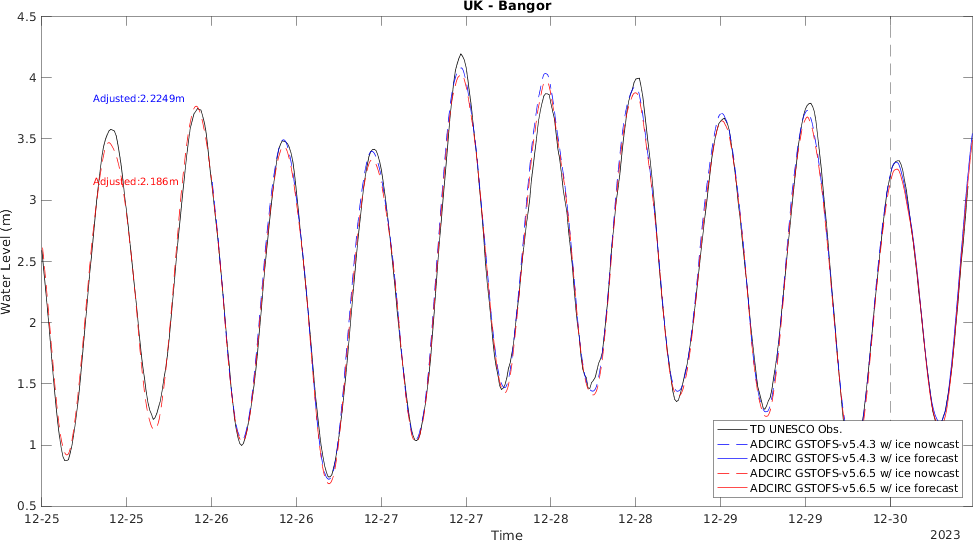 UK - Bangor
4.5
4
3.5
3
2.5
2
1.5
1
0.5
Water Level (m)
Adjusted:2.2249m
Adjusted:2.186m
TD UNESCO Obs.
ADCIRC GSTOFS-v5.4.3 w/ ice nowcast
ADCIRC GSTOFS-v5.4.3 w/ ice forecast
ADCIRC GSTOFS-v5.6.5 w/ ice nowcast
ADCIRC GSTOFS-v5.6.5 w/ ice forecast
12-25 12-25 12-26 12-26 12-27 12-27 12-28 12-28 12-29 12-29 12-30
Time
2023